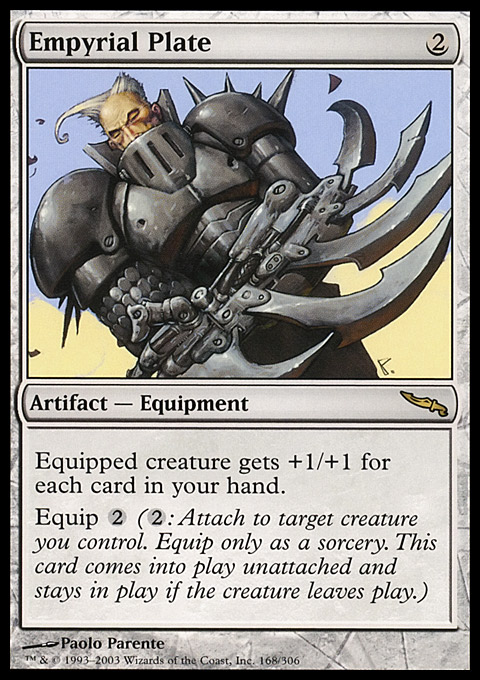 Empyrial Plate 2
Artifact — Equipment
Equipped creature gets +1/+1 for
each card in your hand.
Equip 2 (2: Attach to target creature
you control. Equip only as a sorcery. This
card comes into play unattached and
stays in play if the creature leaves play.)
Paolo Parente
™ & © 1993–2003 Wizards of the Coast, Inc. 168/306